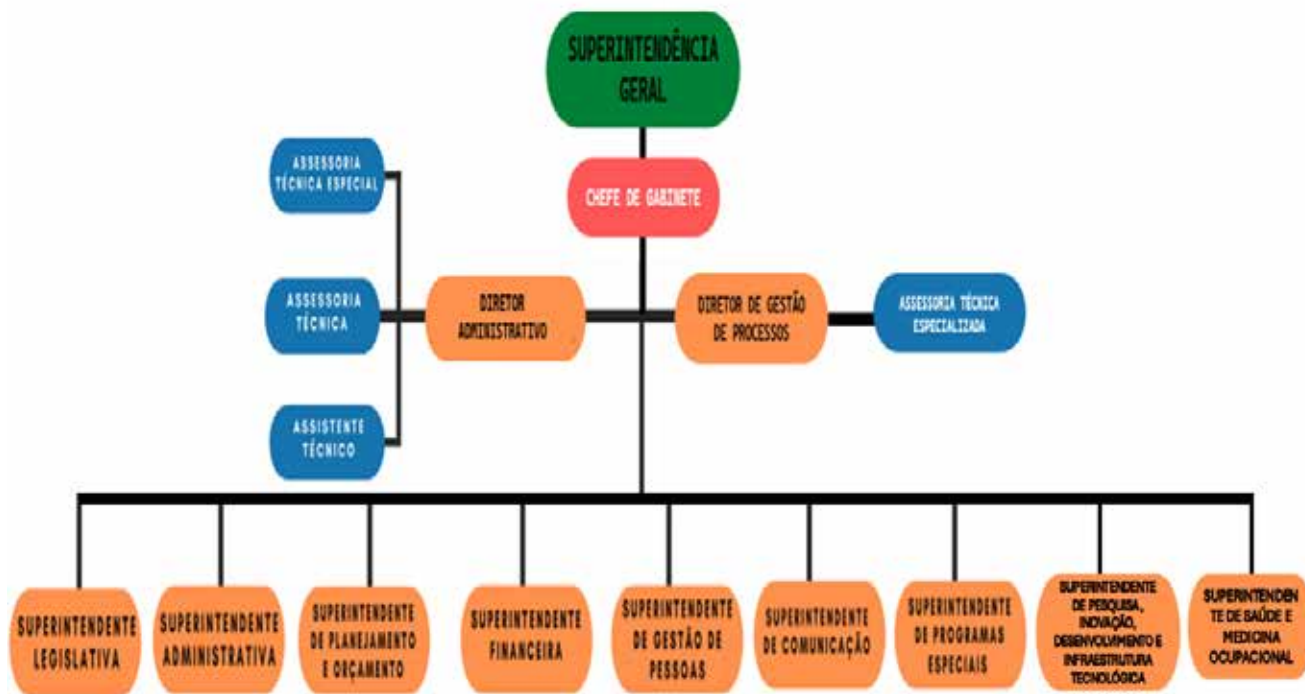 SUPERINTENDÊNCIA
GERAL
CHEFE DE GABINETE
ASSESSORIA
TÉCNICA ESPECIAL
ASSESSORIA
TÉCNICA
ASSISTENTE
TÉCNICO
DIRETOR
ADMINISTRATIVO
DIRETOR DE GESTÃO
DE PROCESSOS
ASSESSORIA TÉCNICA
ESPECIALIZADA
SUPERINTENDENTE
LEGISLATIVA
SUPERINTENDENTE
ADMINISTRATIVA
SUPERINTENDENTE
DE PLANEJAMENTO
E ORÇAMENTO
SUPERINTENDENTE
FINANCEIRA
SUPERINTENDENTE
DE GESTÃO DE
PESSOAS
SUPERINTENDENTE
DE COMUNICAÇÃO
SUPERINTENDENTE
DE PROGRAMAS
ESPECIAIS
SUPERINTENDENTE
DE PESQUISA,
INOVAÇÃO,
DESENVOLVIMENTO E
INFRAESTRUTURA
TECNOLÓGICA
SUPERINTENDEN
TE DE SAÚDE E
MEDICINA
OCUPACIONAL